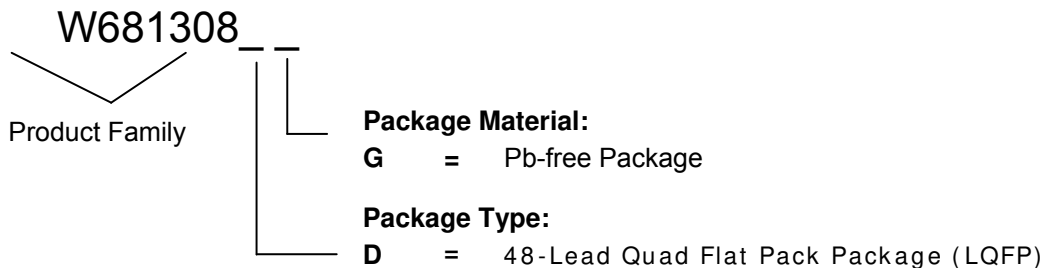 W681308_ _
Product Family
Package Material:
G = Pb-free Package
Package Type:
D = 48-Lead Quad Flat Pack Package (LQFP)